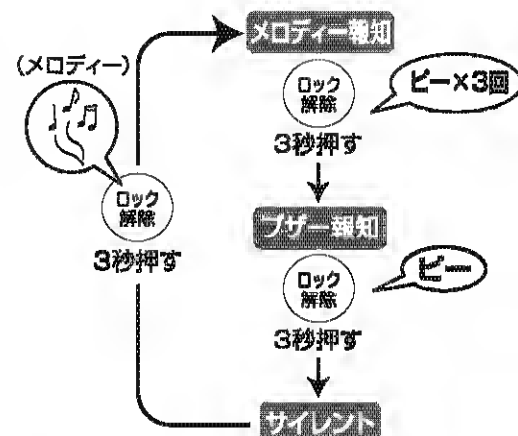 メロディー報知
(メロディー)
ロック
解除
ピー×3回
3秒押す
ロック
解除
3秒押す
ブザー報知
ロック
解除
ピー
3秒押す
サイレント